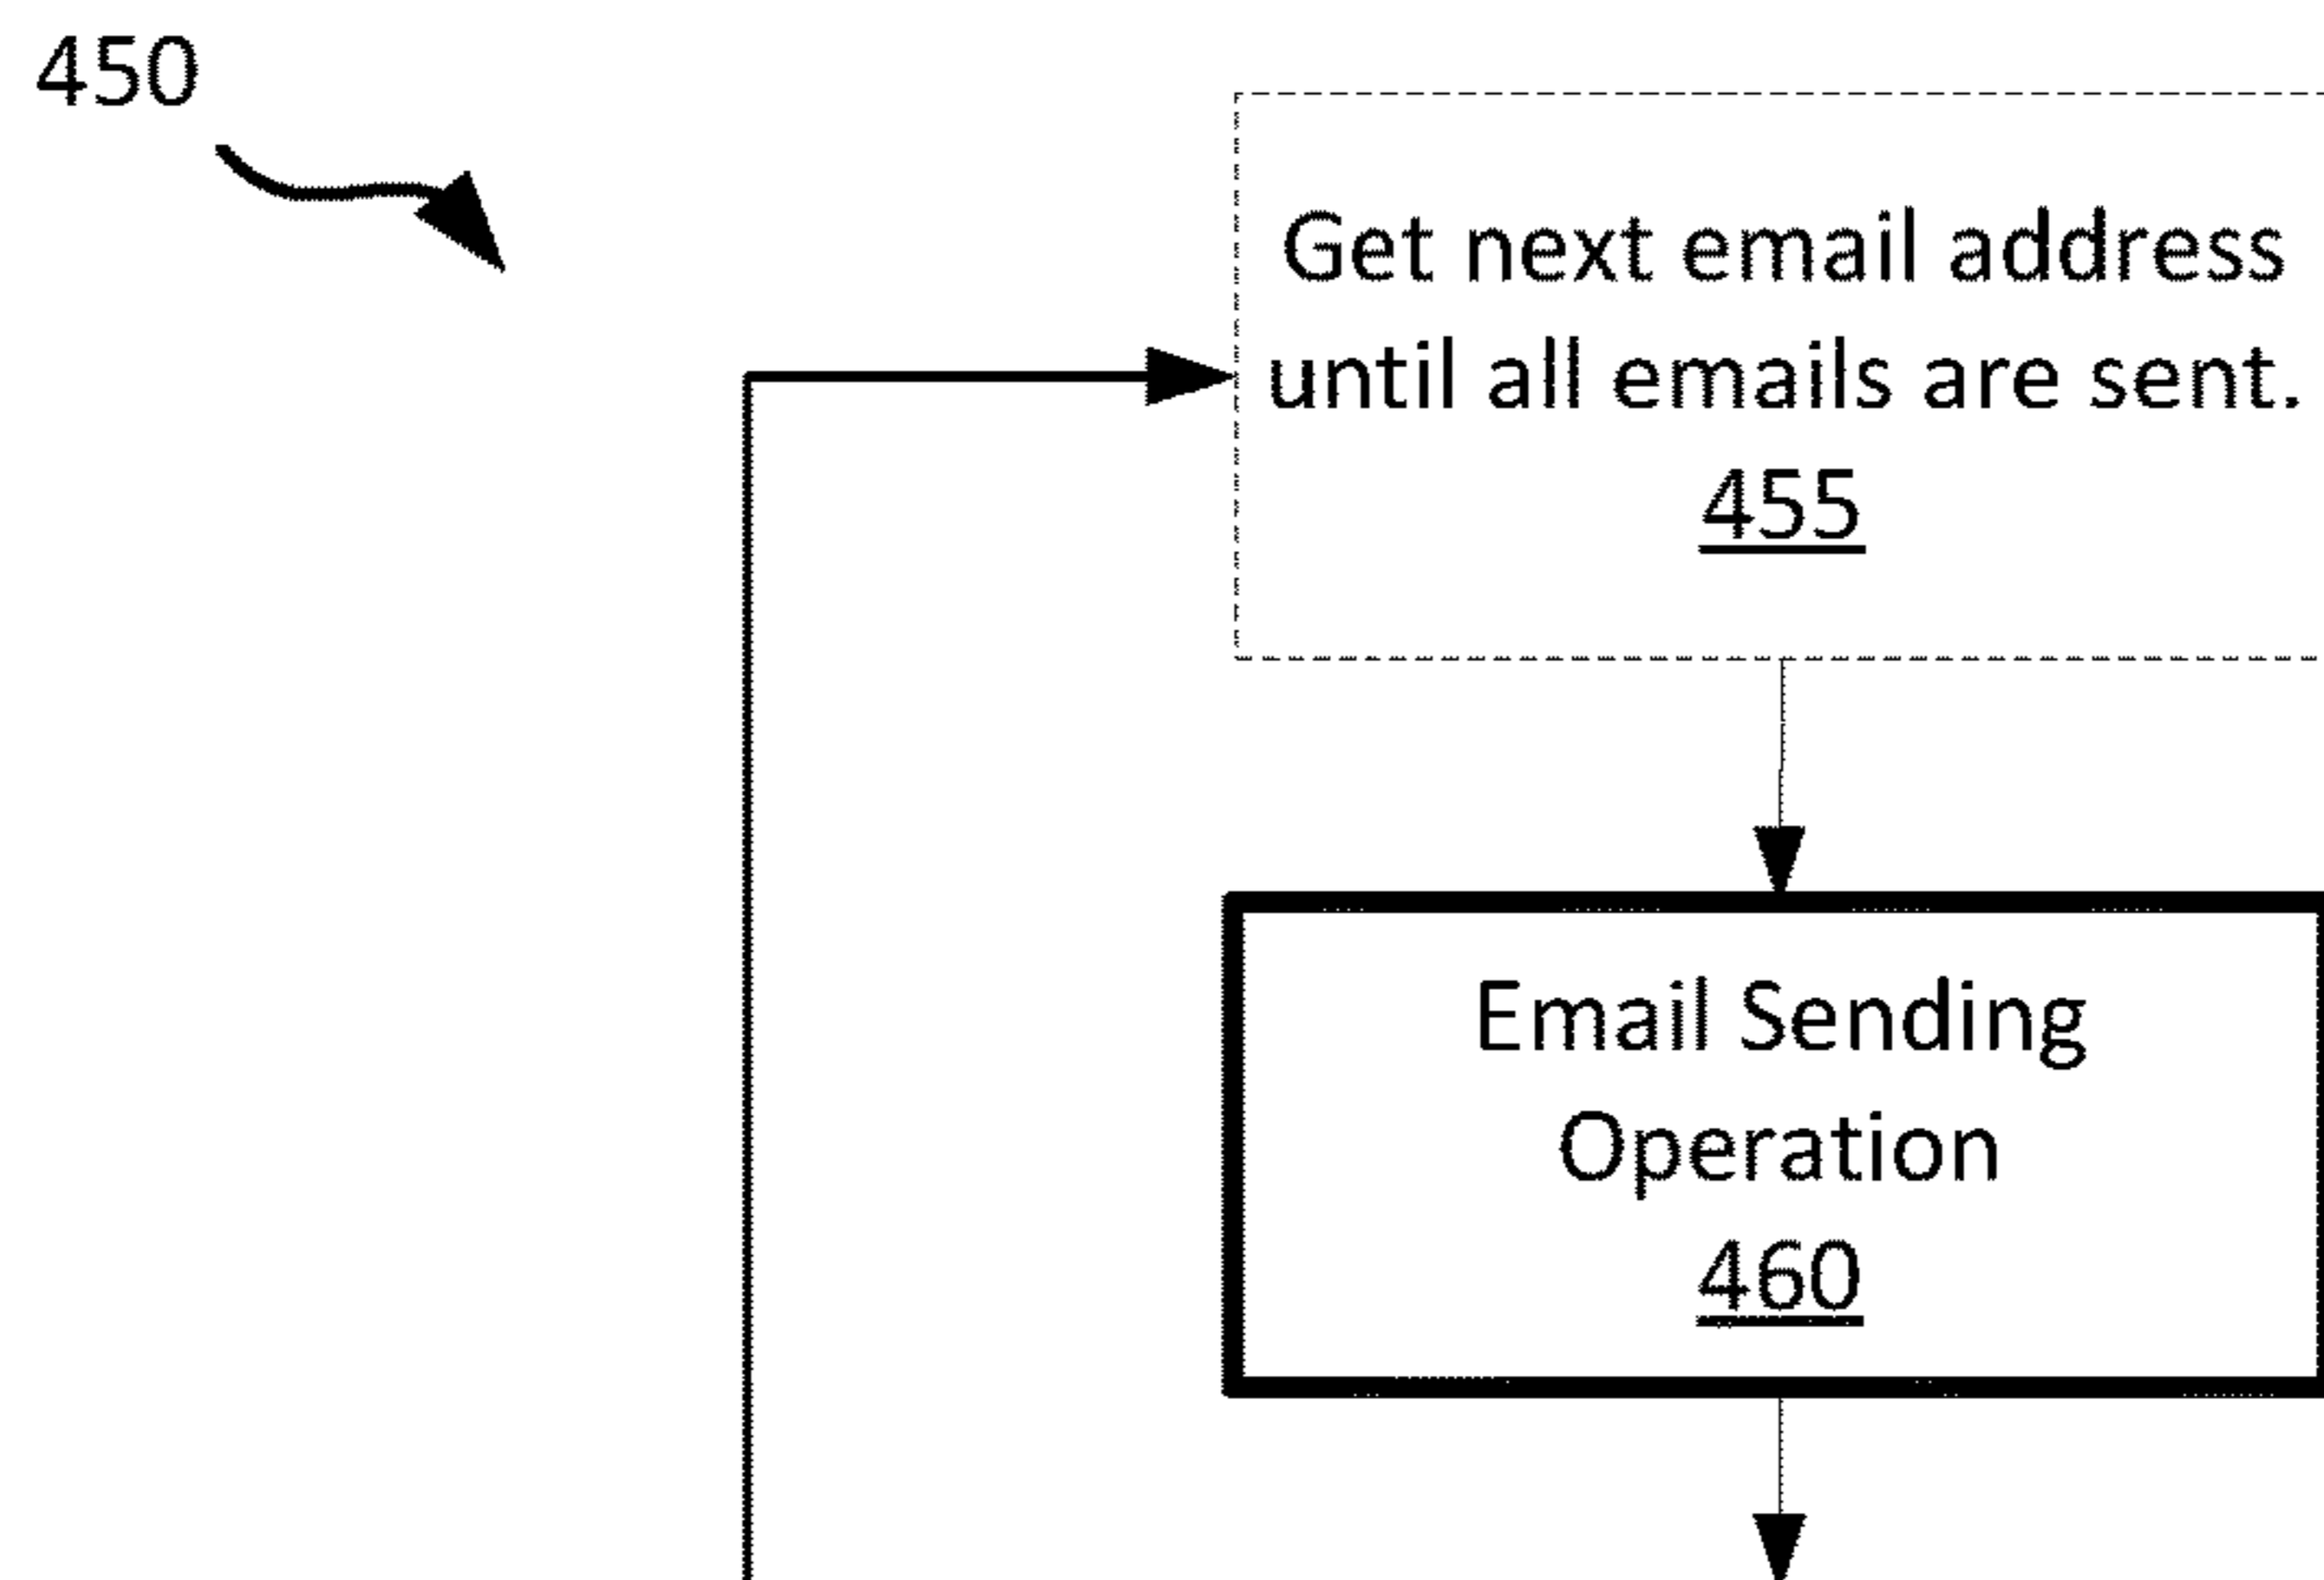 450
Get next email address
until all emails are sent.
455
Email Sending
Operation
460